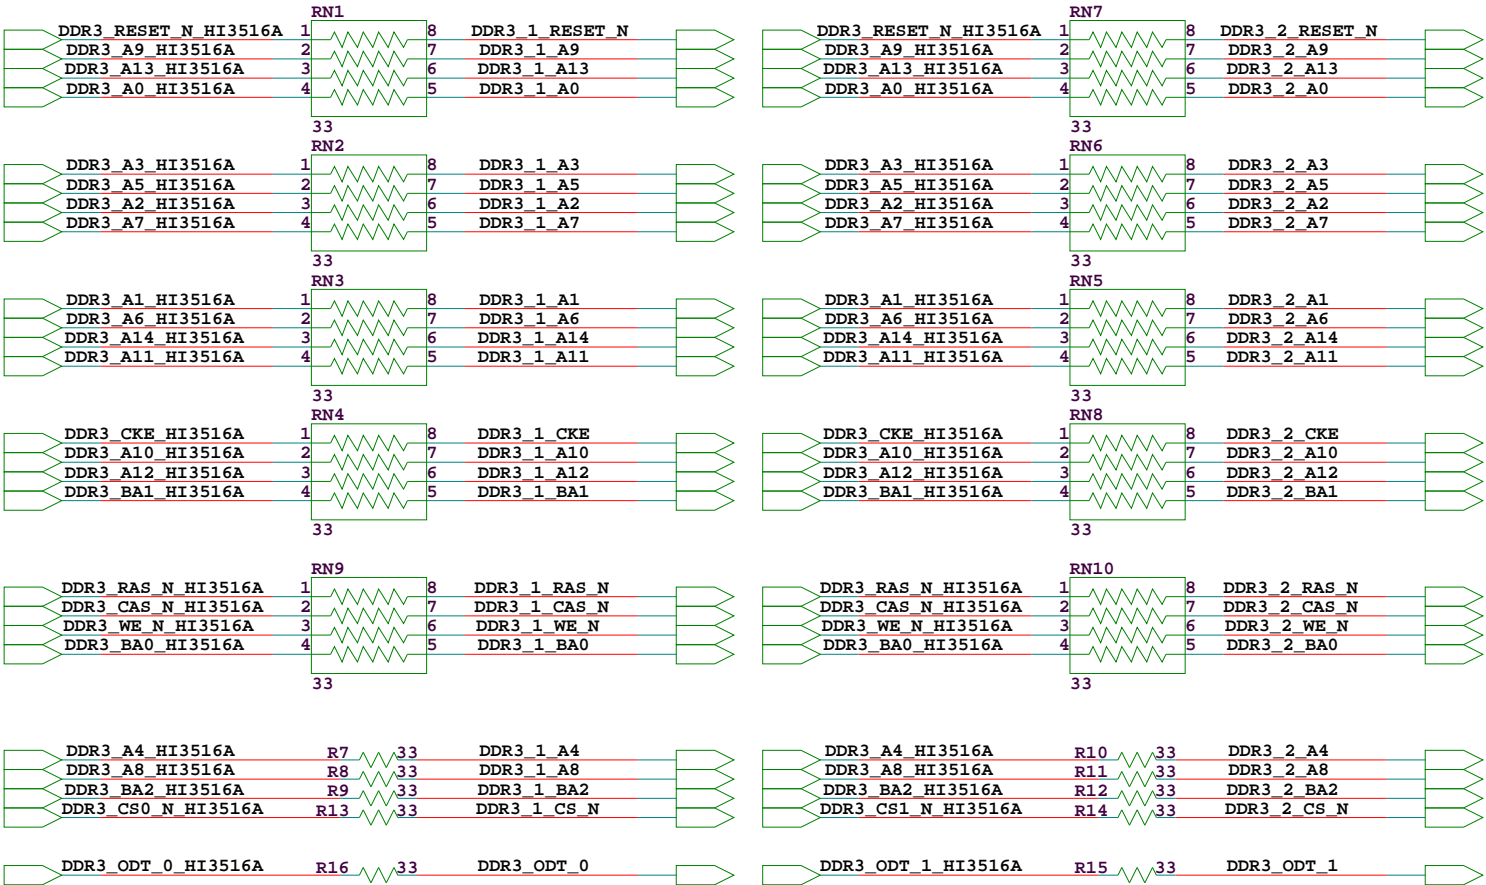 RN1 RN7
DDR3_RESET_N_HI3516A 1 8 DDR3_1_RESET_N DDR3_RESET_N_HI3516A 1 8 DDR3_2_RESET_N
DDR3_A9_HI3516A 2 7 DDR3_1_A9 DDR3_A9_HI3516A 2 7 DDR3_2_A9
DDR3_A13_HI3516A 3 6 DDR3_1_A13 DDR3_A13_HI3516A 3 6 DDR3_2_A13
DDR3_A0_HI3516A 4 5 DDR3_1_A0 DDR3_A0_HI3516A 4 5 DDR3_2_A0
33 33
RN2 RN6
DDR3_A3_HI3516A 1 8 DDR3_1_A3 DDR3_A3_HI3516A 1 8 DDR3_2_A3
DDR3_A5_HI3516A 2 7 DDR3_1_A5 DDR3_A5_HI3516A 2 7 DDR3_2_A5
DDR3_A2_HI3516A 3 6 DDR3_1_A2 DDR3_A2_HI3516A 3 6 DDR3_2_A2
DDR3_A7_HI3516A 4 5 DDR3_1_A7 DDR3_A7_HI3516A 4 5 DDR3_2_A7
33 33
RN3 RN5
DDR3_A1_HI3516A 1 8 DDR3_1_A1 DDR3_A1_HI3516A 1 8 DDR3_2_A1
DDR3_A6_HI3516A 2 7 DDR3_1_A6 DDR3_A6_HI3516A 2 7 DDR3_2_A6
DDR3_A14_HI3516A 3 6 DDR3_1_A14 DDR3_A14_HI3516A 3 6 DDR3_2_A14
DDR3_A11_HI3516A 4 5 DDR3_1_A11 DDR3_A11_HI3516A 4 5 DDR3_2_A11
33 33
RN4 RN8
DDR3_CKE_HI3516A 1 8 DDR3_1_CKE DDR3_CKE_HI3516A 1 8 DDR3_2_CKE
DDR3_A10_HI3516A 2 7 DDR3_1_A10 DDR3_A10_HI3516A 2 7 DDR3_2_A10
DDR3_A12_HI3516A 3 6 DDR3_1_A12 DDR3_A12_HI3516A 3 6 DDR3_2_A12
DDR3_BA1_HI3516A 4 5 DDR3_1_BA1 DDR3_BA1_HI3516A 4 5 DDR3_2_BA1
33 33
RN9 RN10
DDR3_RAS_N_HI3516A 1 8 DDR3_1_RAS_N DDR3_RAS_N_HI3516A 1 8 DDR3_2_RAS_N
DDR3_CAS_N_HI3516A 2 7 DDR3_1_CAS_N DDR3_CAS_N_HI3516A 2 7 DDR3_2_CAS_N
DDR3_WE_N_HI3516A 3 6 DDR3_1_WE_N DDR3_WE_N_HI3516A 3 6 DDR3_2_WE_N
DDR3_BA0_HI3516A 4 5 DDR3_1_BA0 DDR3_BA0_HI3516A 4 5 DDR3_2_BA0
33 33
DDR3_A4_HI3516A R7 33 DDR3_1_A4 DDR3_A4_HI3516A R10 33 DDR3_2_A4
DDR3_A8_HI3516A R8 33 DDR3_1_A8 DDR3_A8_HI3516A R11 33 DDR3_2_A8
DDR3_BA2_HI3516A R9 33 DDR3_1_BA2 DDR3_BA2_HI3516A R12 33 DDR3_2_BA2
DDR3_CS0_N_HI3516A R13 33 DDR3_1_CS_N DDR3_CS1_N_HI3516A R14 33 DDR3_2_CS_N
DDR3_ODT_0_HI3516A R16 33 DDR3_ODT_0 DDR3_ODT_1_HI3516A R15 33 DDR3_ODT_1